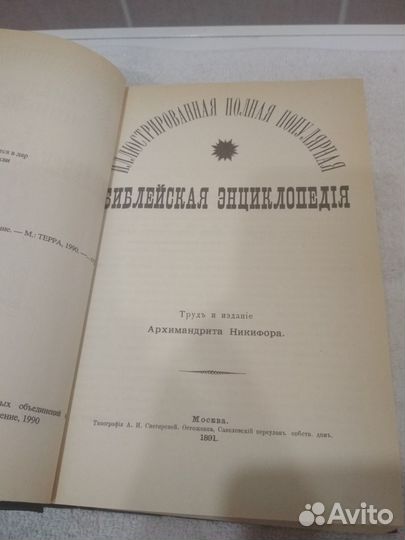 ся в дар
ние. — М.: ТЕРРА, 1990. —
ых объединений
ение, 1990
ИЛЛЮСТРИРОВАННАЯ ПОЛНАЯ ПОПУЛЯРНАЯ
БИБЛЕЙСКАЯ ЭНЦИКЛОПЕДІЯ
Трудъ и изданіе
Архимандрита Никифора.
Москва.
Типографія А. И. Снегиревой, Остоженка, Савеловскій переулокъ, собств. домъ.
1891.
Avito